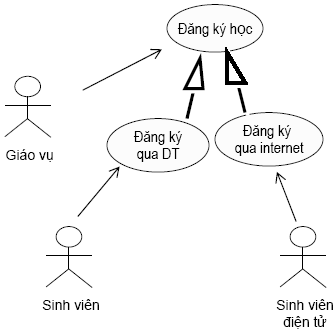 Đăng ký học
Giáo vụ
Đăng ký
qua DT
Đăng ký
qua internet
Sinh viên
Sinh viên
điện tử